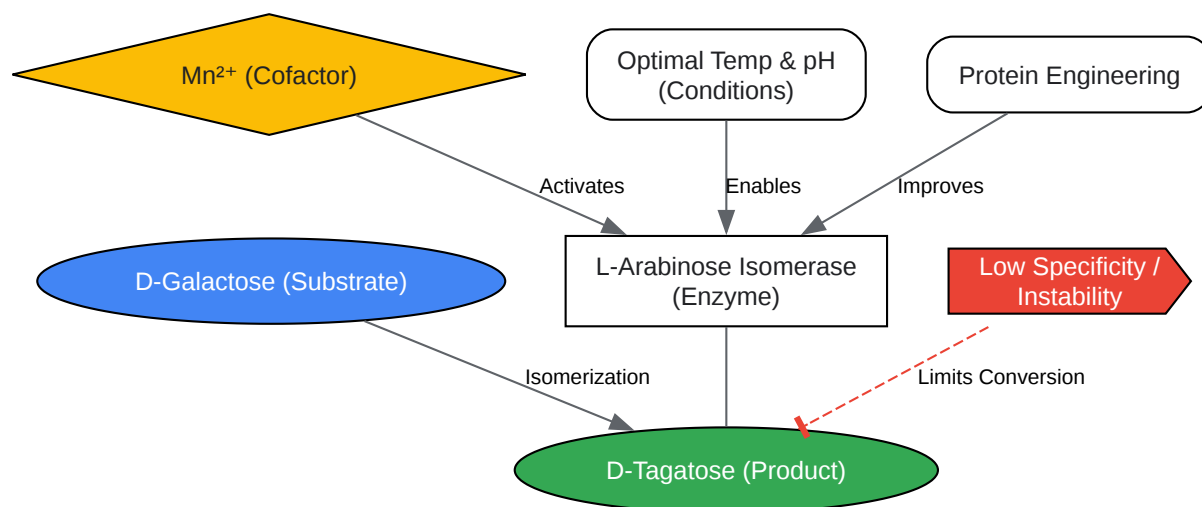 Mn²⁺ (Cofactor)
Optimal Temp & pH
(Conditions)
Protein Engineering
Activates
Enables
Improves
D-Galactose (Substrate)
L-Arabinose Isomerase
(Enzyme)
Low Specificity /
Instability
Isomerization
Limits Conversion
D-Tagatose (Product)